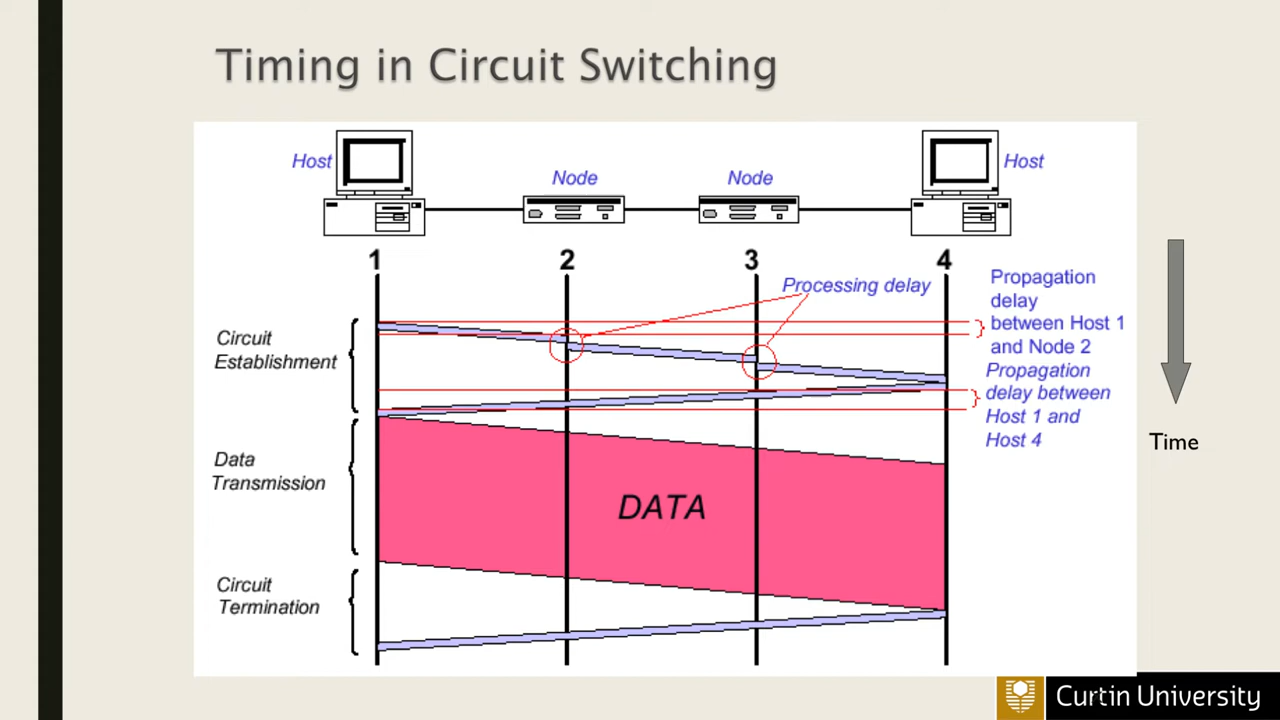 Timing in Circuit Switching
Host
Node
Node
Host
1
2
3
4
Processing delay
Propagation
delay
between Host 1
and Node 2
Propagation
delay between
Host 1 and
Host 4
Circuit
Establishment
Data
Transmission
DATA
Circuit
Termination
Time
Curtin University